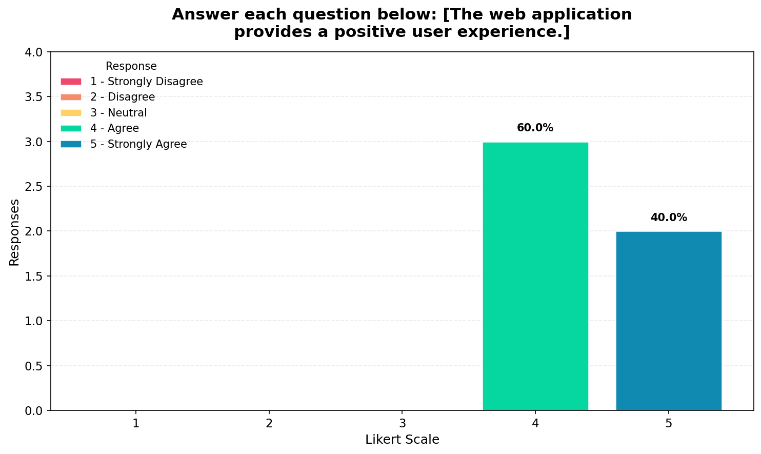 Answer each question below: [The web application
provides a positive user experience.]
4.0
3.5
3.0
2.5
2.0
1.5
1.0
0.5
0.0
Responses
Response
1 - Strongly Disagree
2 - Disagree
3 - Neutral
4 - Agree
5 - Strongly Agree
60.0%
40.0%
1
2
3
4
5
Likert Scale